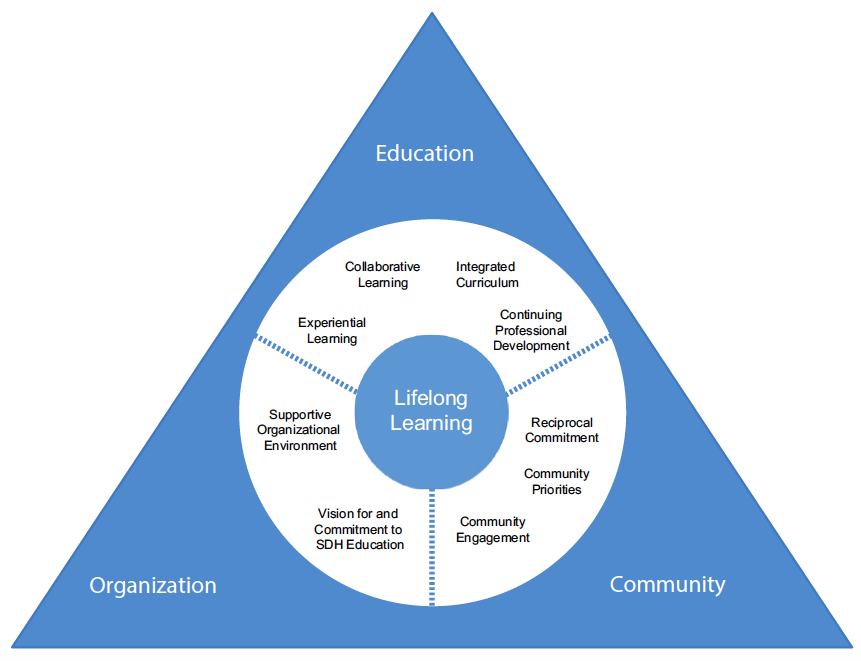 Education
Collaborative
Learning
Integrated
Curriculum
Experiential
Learning
Continuing
Professional
Development
Lifelong
Learning
Supportive
Organizational
Environment
Reciprocal
Commitment
Community
Priorities
Vision for and
Commitment to
SDH Education
Community
Engagement
Organization
Community